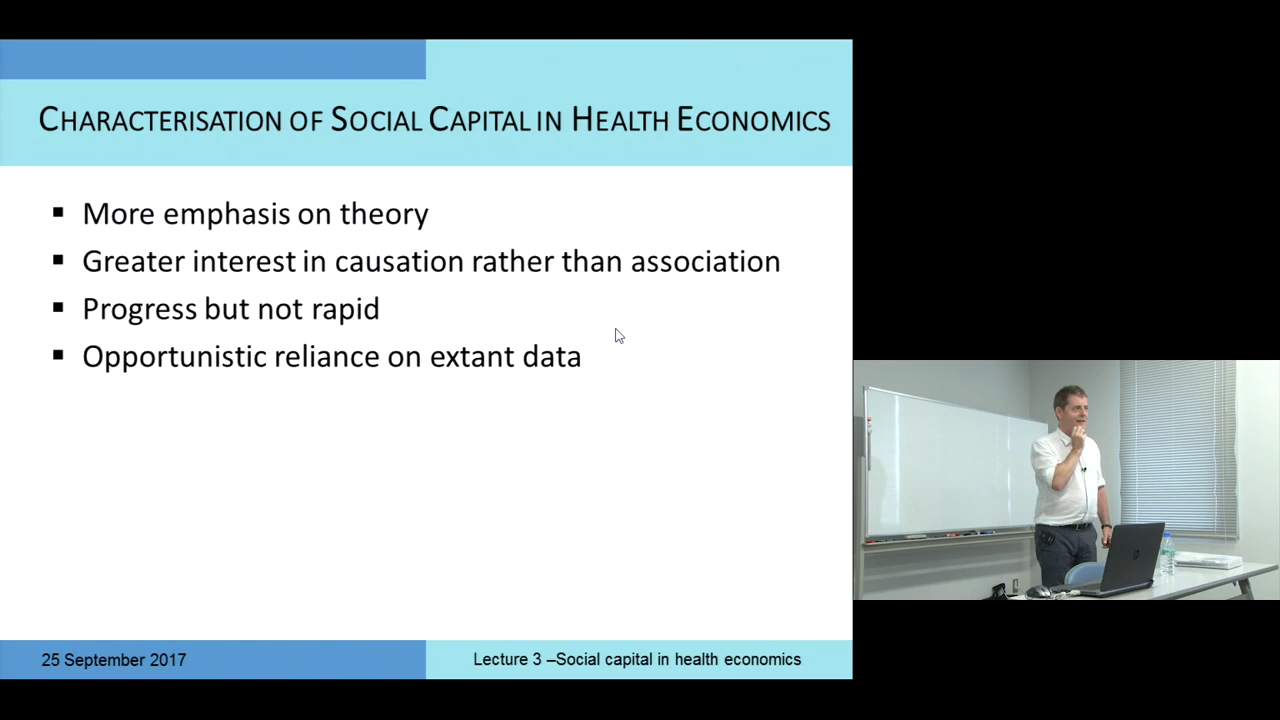 CHARACTERISATION OF SOCIAL CAPITAL IN HEALTH ECONOMICS
More emphasis on theory
Greater interest in causation rather than association
Progress but not rapid
Opportunistic reliance on extant data
25 September 2017
Lecture 3 –Social capital in health economics